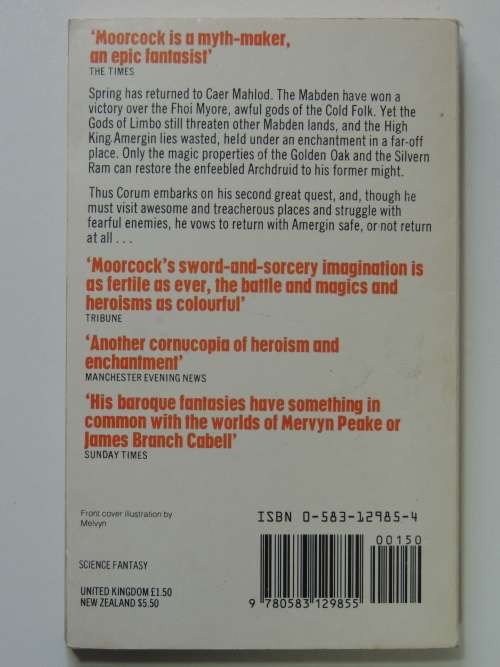 ‘Moorcock is a myth-maker,
an epic fantasist’
THE TIMES
Spring has returned to Caer Mahlod. The Mabden have won a
victory over the Fhoi Myore, awful gods of the Cold Folk. Yet the
Gods of Limbo still threaten other Mabden lands, and the High
King Amergin lies wasted, held under an enchantment in a far-off
place. Only the magic properties of the Golden Oak and the Silvern
Ram can restore the enfeebled Archdruid to his former might.
Thus Corum embarks on his second great quest, and, though he
must visit awesome and treacherous places and struggle with
fearful enemies, he vows to return with Amergin safe, or not return
at all . . .
‘Moorcock’s sword-and-sorcery imagination is
as fertile as ever, the battle and magics and
heroisms as colourful’
TRIBUNE
‘Another cornucopia of heroism and
enchantment’
MANCHESTER EVENING NEWS
‘His baroque fantasies have something in
common with the worlds of Mervyn Peake or
James Branch Cabell’
SUNDAY TIMES
Front cover illustration by
Melvyn
ISBN 0-583-12985-4
00150
SCIENCE FANTASY
UNITED KINGDOM £1.50
NEW ZEALAND $5.50
9 780583 129855